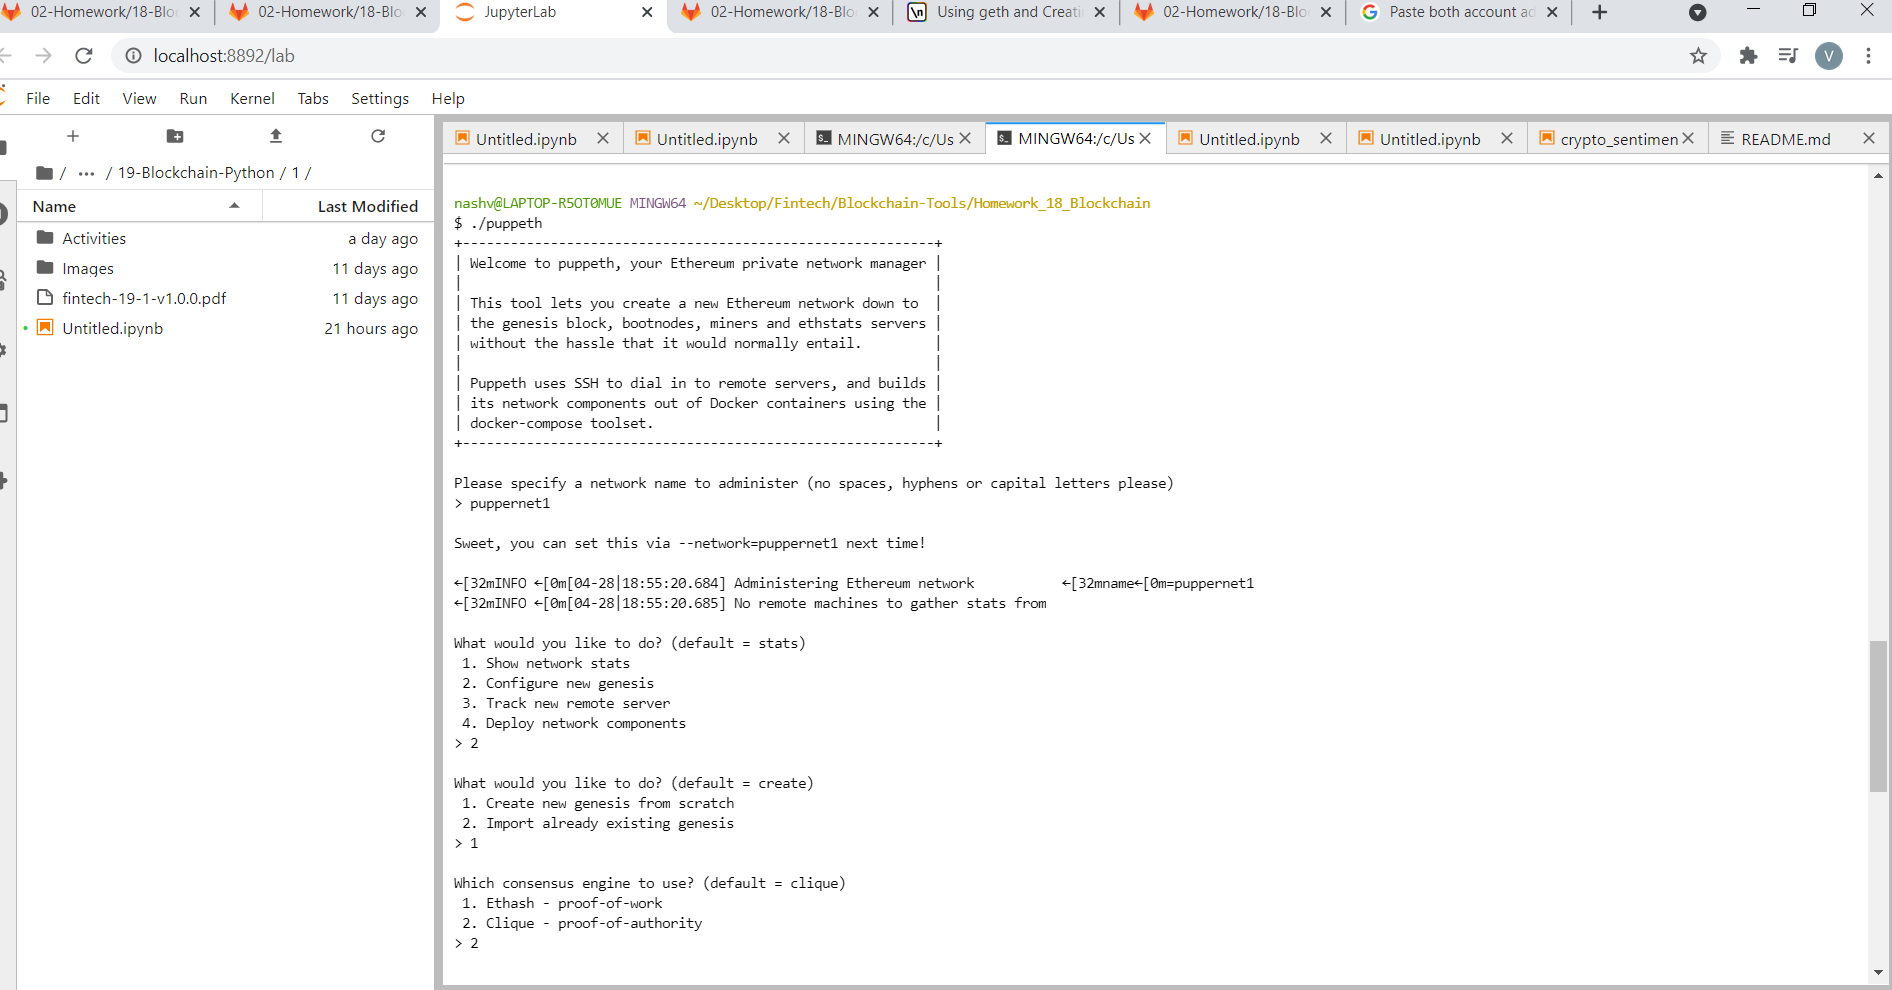 02-Homework/18-Blo
02-Homework/18-Blo
JupyterLab
02-Homework/18-Blo
\n Using geth and Creati
02-Homework/18-Blo
G Paste both account ad
localhost:8892/lab
V
File Edit View Run Kernel Tabs Settings Help
/ ... / 19-Blockchain-Python / 1 /
Name Last Modified
Activities a day ago
Images 11 days ago
fintech-19-1-v1.0.0.pdf 11 days ago
Untitled.ipynb 21 hours ago
Untitled.ipynb
Untitled.ipynb
MINGW64:/c/Us
MINGW64:/c/Us
Untitled.ipynb
Untitled.ipynb
crypto_sentimen
README.md
nashv@LAPTOP-R5OT0MUE MINGW64 ~/Desktop/Fintech/Blockchain-Tools/Homework_18_Blockchain
$ ./puppeth
+-----------------------------------------------------------+
| Welcome to puppeth, your Ethereum private network manager |
| |
| This tool lets you create a new Ethereum network down to |
| the genesis block, bootnodes, miners and ethstats servers |
| without the hassle that it would normally entail. |
| |
| Puppeth uses SSH to dial in to remote servers, and builds |
| its network components out of Docker containers using the |
| docker-compose toolset. |
+-----------------------------------------------------------+
Please specify a network name to administer (no spaces, hyphens or capital letters please)
> puppernet1
Sweet, you can set this via --network=puppernet1 next time!
←[32mINFO ←[0m[04-28|18:55:20.684] Administering Ethereum network ←[32mname←[0m=puppernet1
←[32mINFO ←[0m[04-28|18:55:20.685] No remote machines to gather stats from
What would you like to do? (default = stats)
1. Show network stats
2. Configure new genesis
3. Track new remote server
4. Deploy network components
> 2
What would you like to do? (default = create)
1. Create new genesis from scratch
2. Import already existing genesis
> 1
Which consensus engine to use? (default = clique)
1. Ethash - proof-of-work
2. Clique - proof-of-authority
> 2